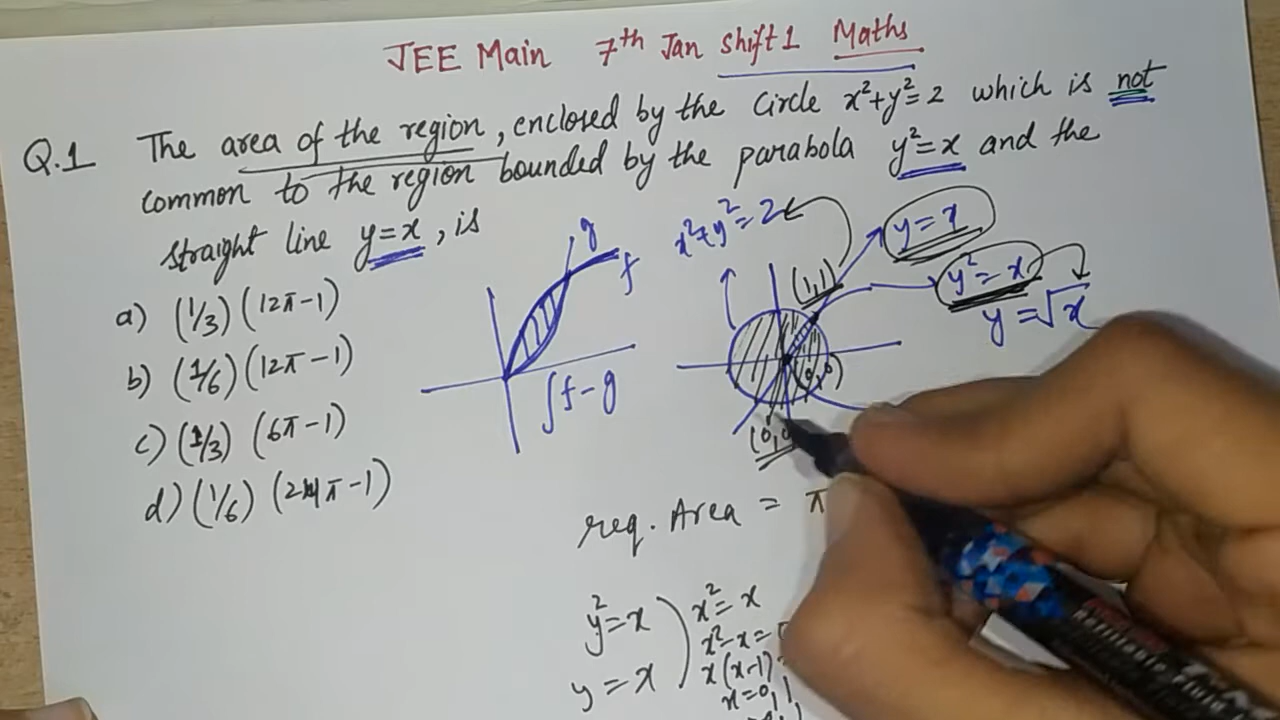 JEE Main 7th Jan Shift 1 Maths
Q.1 The area of the region, enclosed by the Circle x²+y²=2 which is not
common to the region bounded by the parabola y²=x and the
straight line y=x, is
a) (1/3) (12π-1)
b) (1/6) (12π-1)
c) (1/3) (6π-1)
d) (1/6) (24π-1)
g
f
∫f-g
x²+y²=2
(1,1)
y=x
y²=x
y=√x
(0,0)
req. Area = π
y²=x
y=x
x²=x
x²-x=
x(x-1)
x=0,1